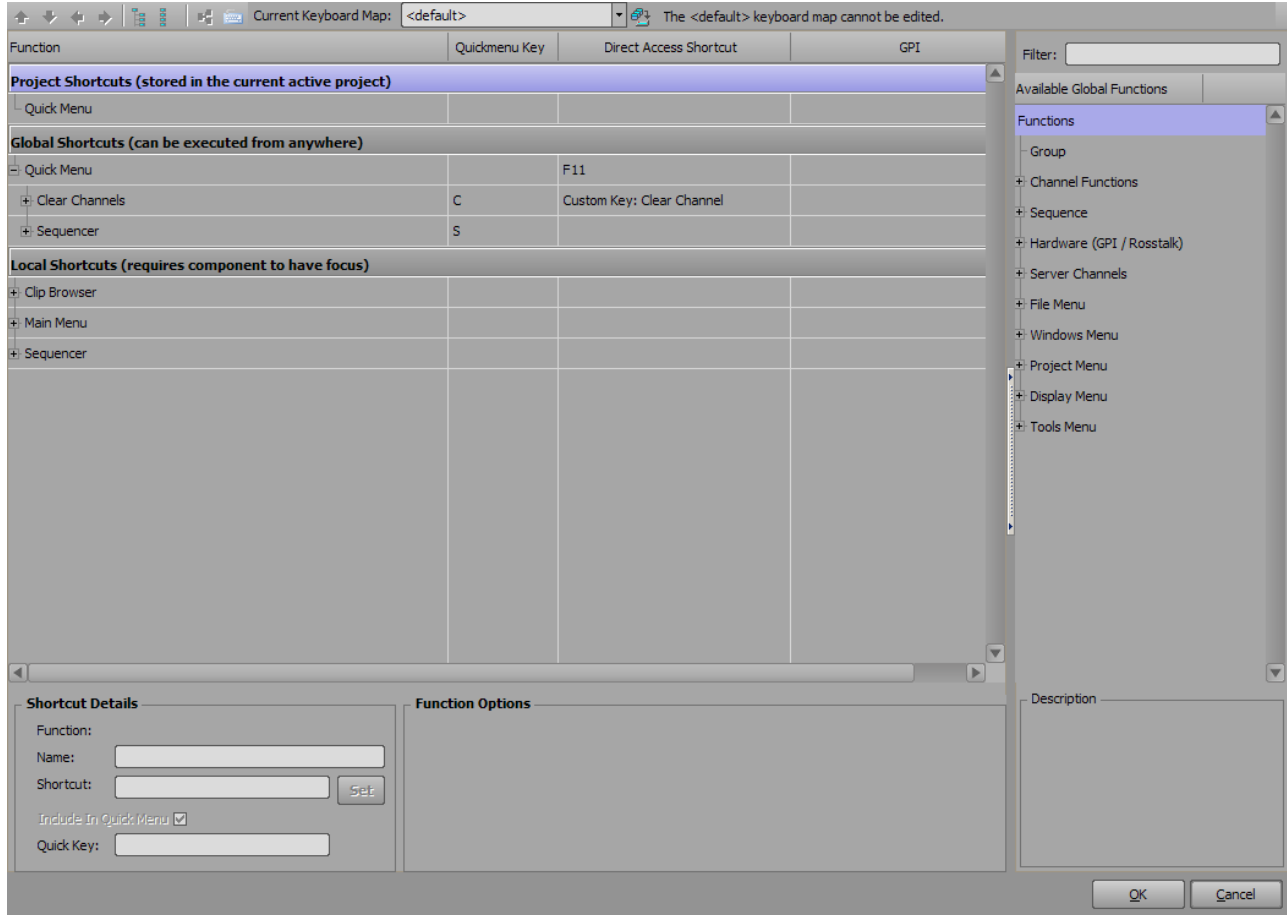 Current Keyboard Map: <default> The <default> keyboard map cannot be edited.
Function Quickmenu Key Direct Access Shortcut GPI
Project Shortcuts (stored in the current active project)
Quick Menu
Global Shortcuts (can be executed from anywhere)
Quick Menu F11
Clear Channels C Custom Key: Clear Channel
Sequencer S
Local Shortcuts (requires component to have focus)
Clip Browser
Main Menu
Sequencer
Filter:
Available Global Functions
Functions
Group
Channel Functions
Sequence
Hardware (GPI / Rosstalk)
Server Channels
File Menu
Windows Menu
Project Menu
Display Menu
Tools Menu
Shortcut Details
Function:
Name:
Shortcut: Set
Include In Quick Menu
Quick Key:
Function Options
Description
OK Cancel